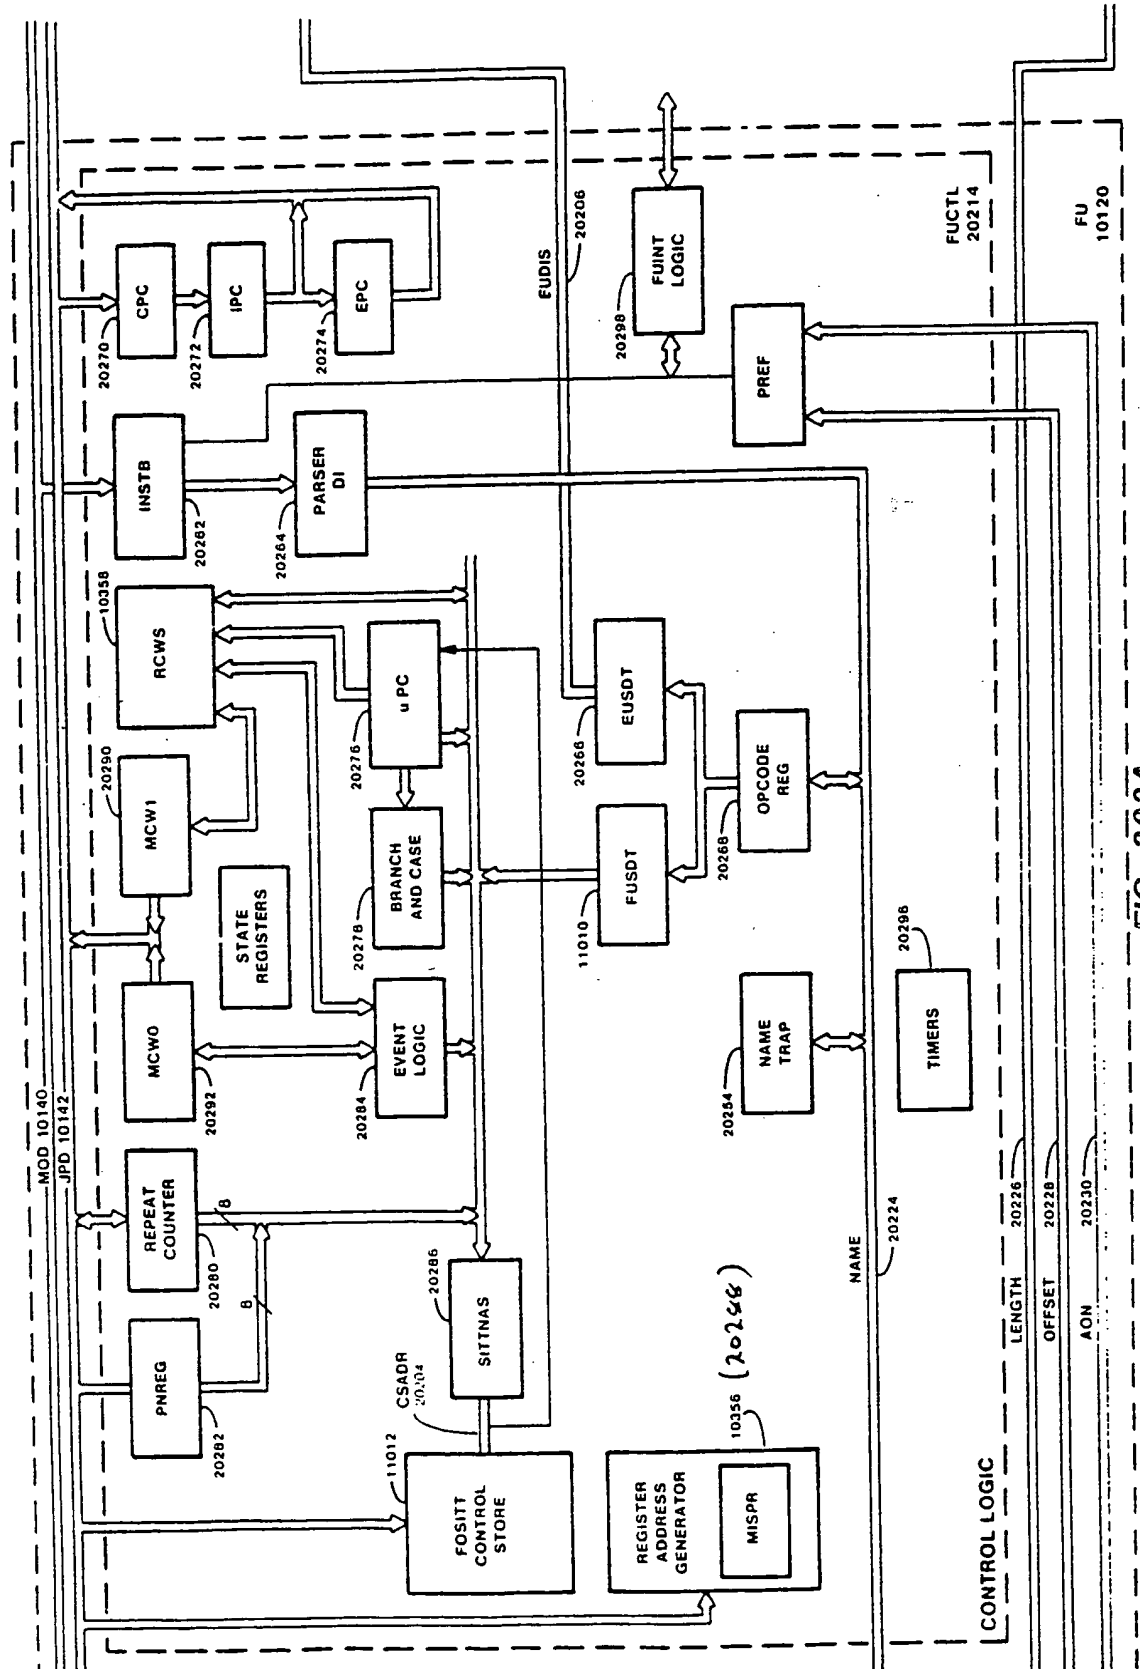 MOD 10140
JPD 10142
PNREG
20282
8
REPEAT
COUNTER
20280
8
MCW0
20292
STATE
REGISTERS
MCW1
20290
RCWS
10358
INSTB
20262
CPC
20270
IPC
20272
EPC
20274
PARSER
DI
20264
FOSITT
CONTROL
STORE
11012
CSADR
SITTNAS
20286
EVENT
LOGIC
20284
BRANCH
AND CASE
20278
u PC
20276
FUDIS
20206
FUINT
LOGIC
20298
REGISTER
ADDRESS
GENERATOR
MISPR
10356
(20288)
NAME
TRAP
20254
FUSDT
11010
EUSDT
20266
OPCODE
REG
20268
PREF
NAME
20224
TIMERS
20296
CONTROL LOGIC
FUCTL
20214
LENGTH
20226
OFFSET
20228
AON
20230
FU
10120